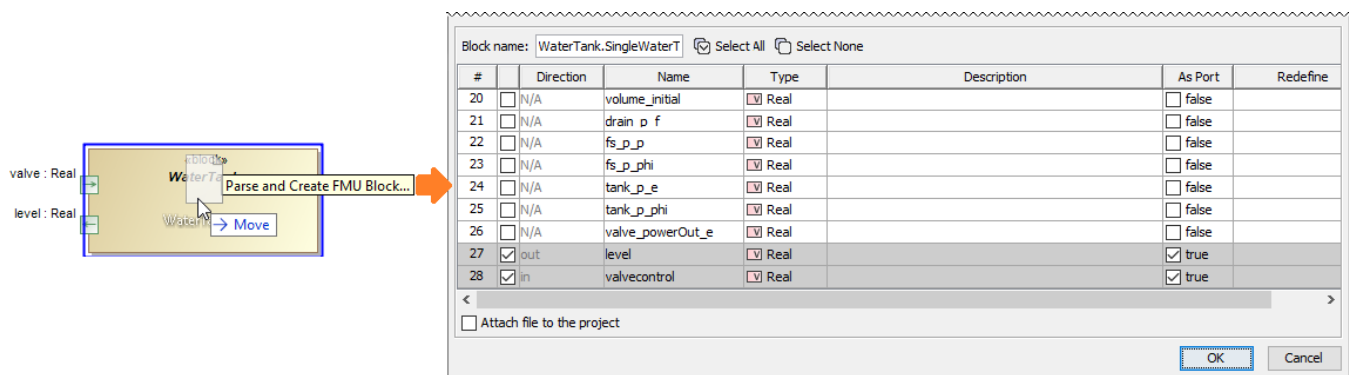 «block»
valve : Real
Parse and Create FMU Block...
level : Real
Move
Block name: WaterTank.SingleWaterT Select All Select None
# Direction Name Type Description As Port Redefine
20 N/A volume_initial v Real false
21 N/A drain_p_f v Real false
22 N/A fs_p_p v Real false
23 N/A fs_p_phi v Real false
24 N/A tank_p_e v Real false
25 N/A tank_p_phi v Real false
26 N/A valve_powerOut_e v Real false
27 out level v Real true
28 in valvecontrol v Real true
Attach file to the project
OK Cancel